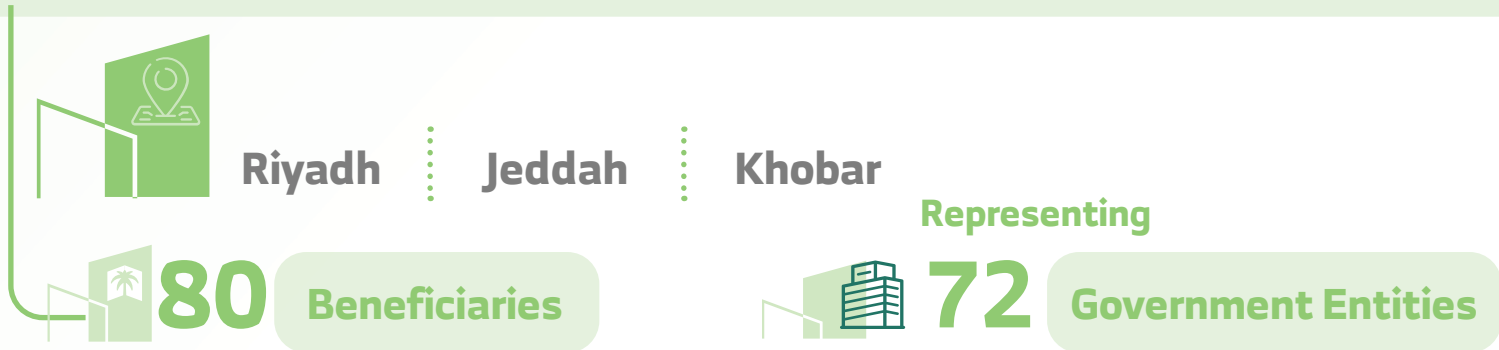 Riyadh
Jeddah
Khobar
80 Beneficiaries
Representing
72 Government Entities